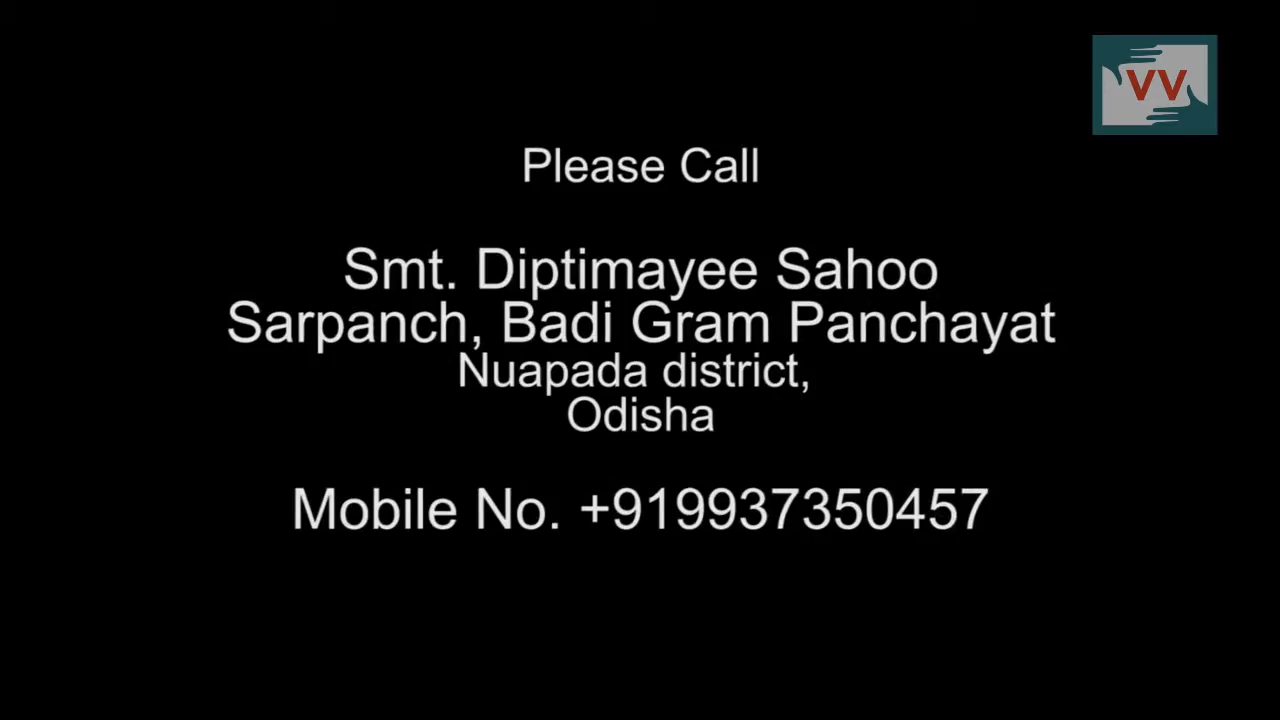 VV
Please Call
Smt. Diptimayee Sahoo
Sarpanch, Badi Gram Panchayat
Nuapada district,
Odisha
Mobile No. +919937350457